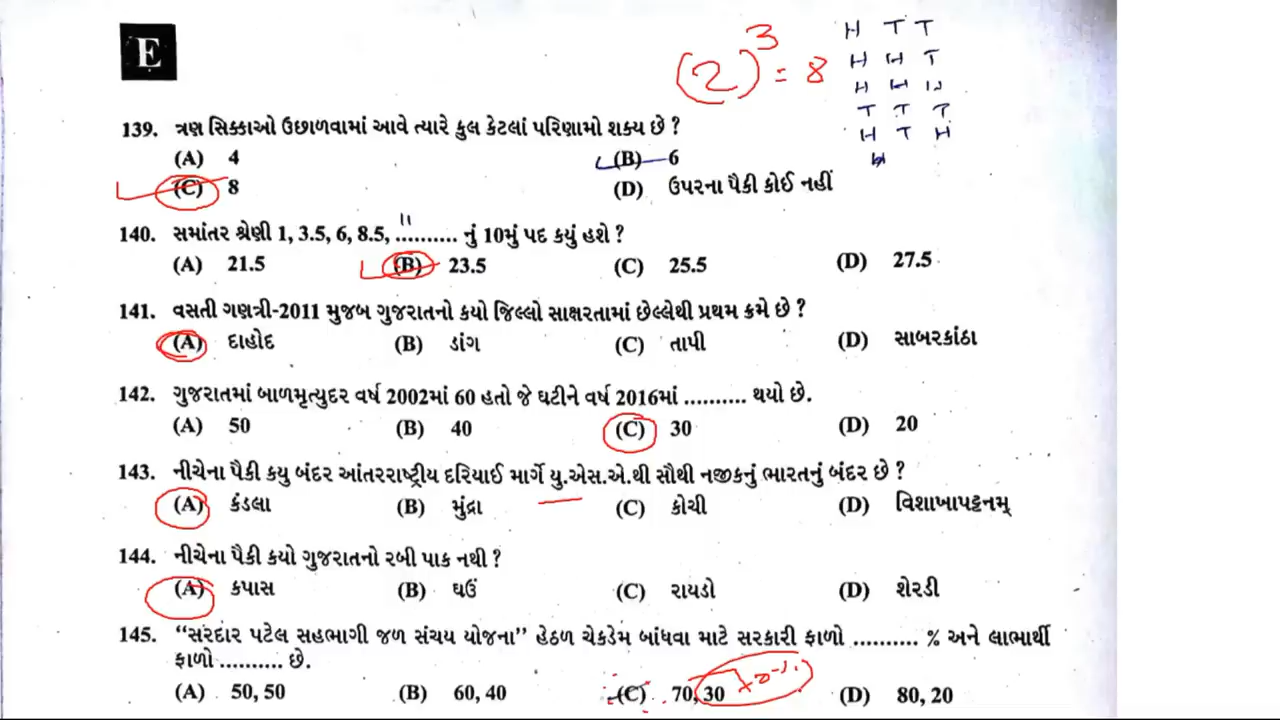 E
(2)³ = 8
H T T
H H T
H H H
T T T
H T H
H
139. ત્રણ સિક્કાઓ ઉછાળવામાં આવે ત્યારે કુલ કેટલાં પરિણામો શક્ય છે ?
(A) 4 (B) 6
(C) 8 (D) ઉપરના પૈકી કોઈ નહીં
11
140. સમાંતર શ્રેણી 1, 3.5, 6, 8.5, .......... નું 10મું પદ કયું હશે ?
(A) 21.5 (B) 23.5 (C) 25.5 (D) 27.5
141. વસતી ગણત્રી-2011 મુજબ ગુજરાતનો કયો જિલ્લો સાક્ષરતામાં છેલ્લેથી પ્રથમ ક્રમે છે ?
(A) દાહોદ (B) ડાંગ (C) તાપી (D) સાબરકાંઠા
142. ગુજરાતમાં બાળમૃત્યુદર વર્ષ 2002માં 60 હતો જે ઘટીને વર્ષ 2016માં .......... થયો છે.
(A) 50 (B) 40 (C) 30 (D) 20
143. નીચેના પૈકી કયુ બંદર આંતરરાષ્ટ્રીય દરિયાઈ માર્ગે યુ.એસ.એ.થી સૌથી નજીકનું ભારતનું બંદર છે ?
(A) કંડલા (B) મુંદ્રા (C) કોચી (D) વિશાખાપટ્ટનમ્
144. નીચેના પૈકી કયો ગુજરાતનો રબી પાક નથી ?
(A) કપાસ (B) ઘઉં (C) રાયડો (D) શેરડી
145. “સરદાર પટેલ સહભાગી જળ સંચય યોજના” હેઠળ ચેકડેમ બાંધવા માટે સરકારી ફાળો .......... % અને લાભાર્થી
ફાળો .......... છે.
(A) 50, 50 (B) 60, 40 (C) 70, 30 (D) 80, 20